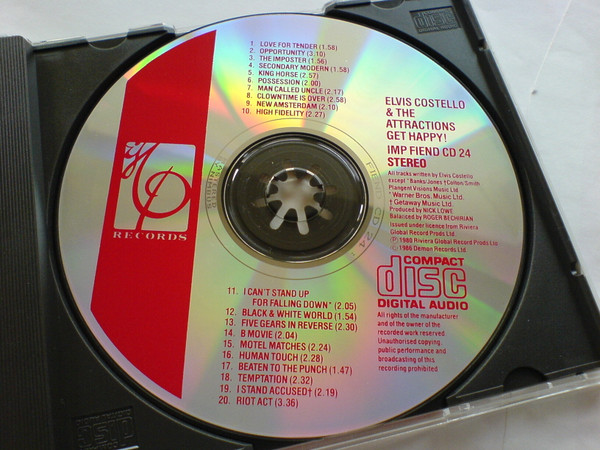 1. LOVE FOR TENDER (1.58)
2. OPPORTUNITY (3.10)
3. THE IMPOSTER (1.56)
4. SECONDARY MODERN (1.58)
5. KING HORSE (2.57)
6. POSSESSION (2.00)
7. MAN CALLED UNCLE (2.17)
8. CLOWNTIME IS OVER (2.58)
9. NEW AMSTERDAM (2.10)
10. HIGH FIDELITY (2.27)
ELVIS COSTELLO
& THE
ATTRACTIONS
GET HAPPY!
IMP FIEND CD 24
STEREO
All tracks written by Elvis Costello
except * Banks/Jones † Colton/Smith
Plangent Visions Music Ltd
* Warner Bros. Music Ltd.
† Getaway Music Ltd.
Produced by NICK LOWE
Balanced by ROGER BECHIRIAN
Issued under licence from Riviera
Global Record Prods Ltd.
Ⓟ 1980 Riviera Global Record Prods Ltd
© 1986 Demon Records Ltd
RECORDS
COMPACT
disc
DIGITAL AUDIO
All rights of the manufacturer
and of the owner of the
recorded work reserved.
Unauthorised copying,
public performance and
broadcasting of this
recording prohibited.
11. I CAN'T STAND UP
FOR FALLING DOWN* (2.05)
12. BLACK & WHITE WORLD (1.54)
13. FIVE GEARS IN REVERSE (2.30)
14. B MOVIE (2.04)
15. MOTEL MATCHES (2.24)
16. HUMAN TOUCH (2.28)
17. BEATEN TO THE PUNCH (1.47)
18. TEMPTATION (2.32)
19. I STAND ACCUSED† (2.19)
20. RIOT ACT (3.36)
COMPACT
disc